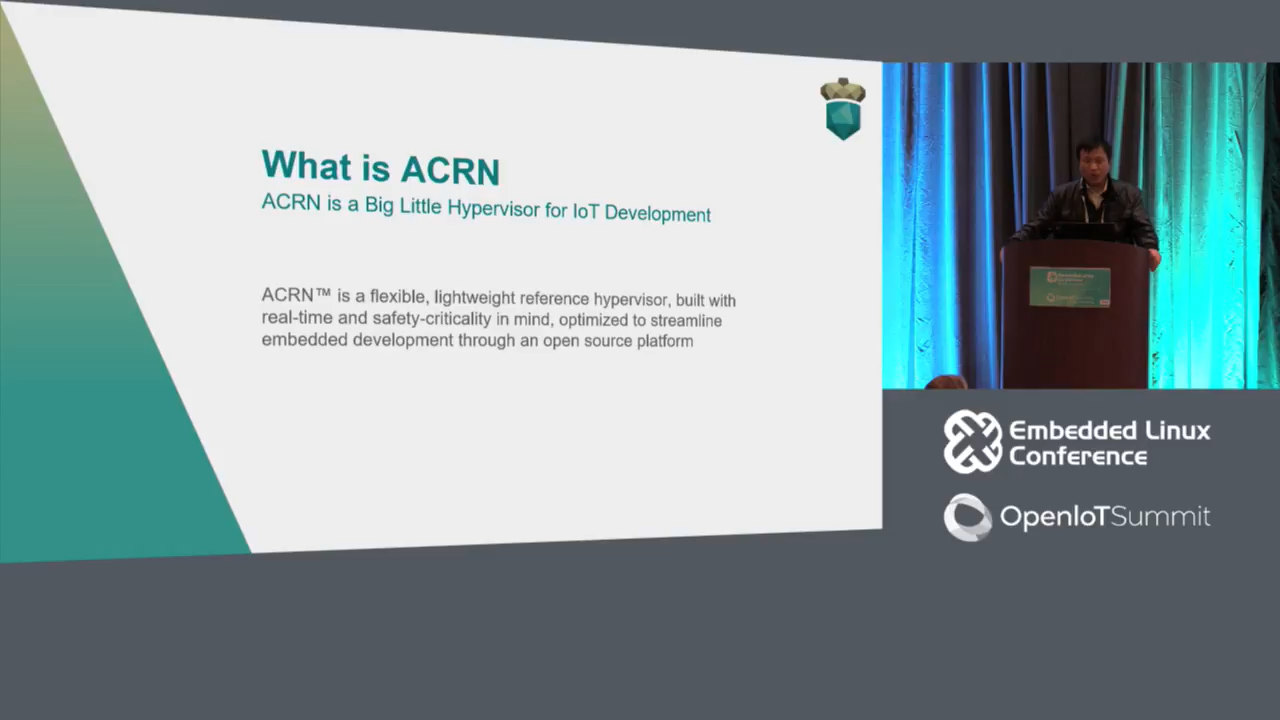 What is ACRN
ACRN is a Big Little Hypervisor for IoT Development
ACRN™ is a flexible, lightweight reference hypervisor, built with
real-time and safety-criticality in mind, optimized to streamline
embedded development through an open source platform
Embedded Linux
Conference
OpenIoTSummit